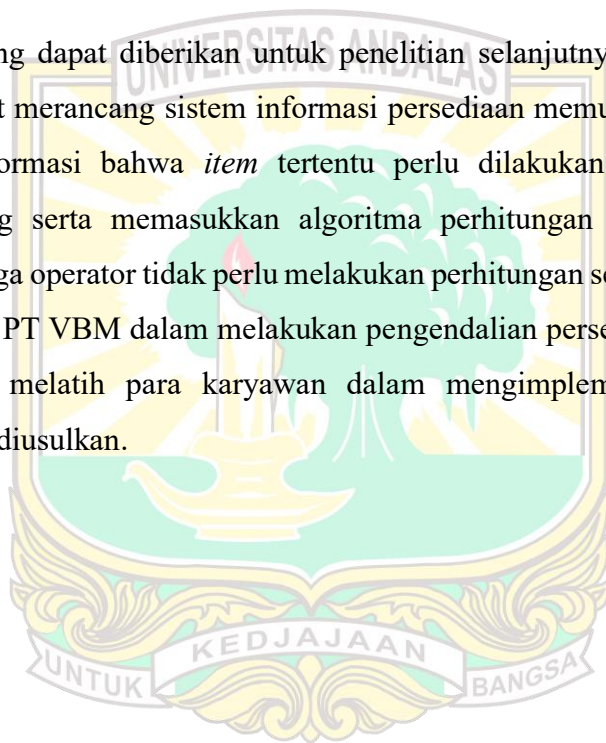 ng dapat diberikan untuk penelitian selanjutny
UNIVERSITAS ANDALAS
t merancang sistem informasi persediaan memu
ormasi bahwa item tertentu perlu dilakukan
g serta memasukkan algoritma perhitungan
ga operator tidak perlu melakukan perhitungan se
PT VBM dalam melakukan pengendalian perse
melatih para karyawan dalam mengimplem
diusulkan.
UNTUK KEDJAJAAN BANGSA